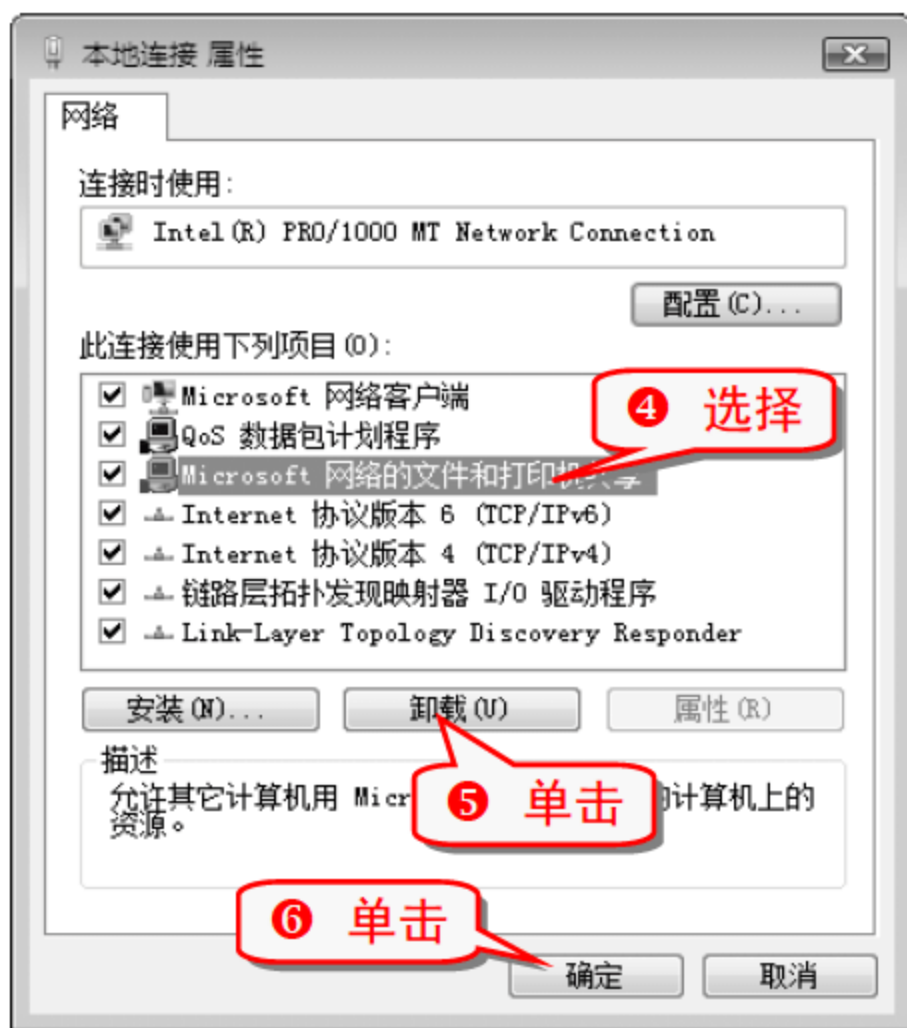 本地连接 属性
网络
连接时使用:
Intel(R) PRO/1000 MT Network Connection
配置(C)...
此连接使用下列项目(O):
Microsoft 网络客户端
❹ 选择
QoS 数据包计划程序
Microsoft 网络的文件和打印机共享
Internet 协议版本 6 (TCP/IPv6)
Internet 协议版本 4 (TCP/IPv4)
链路层拓扑发现映射器 I/O 驱动程序
Link-Layer Topology Discovery Responder
安装(N)... 卸载(U) 属性(R)
描述
允许其它计算机用 Micr 计算机上的
❺ 单击
资源。
❻ 单击
确定 取消